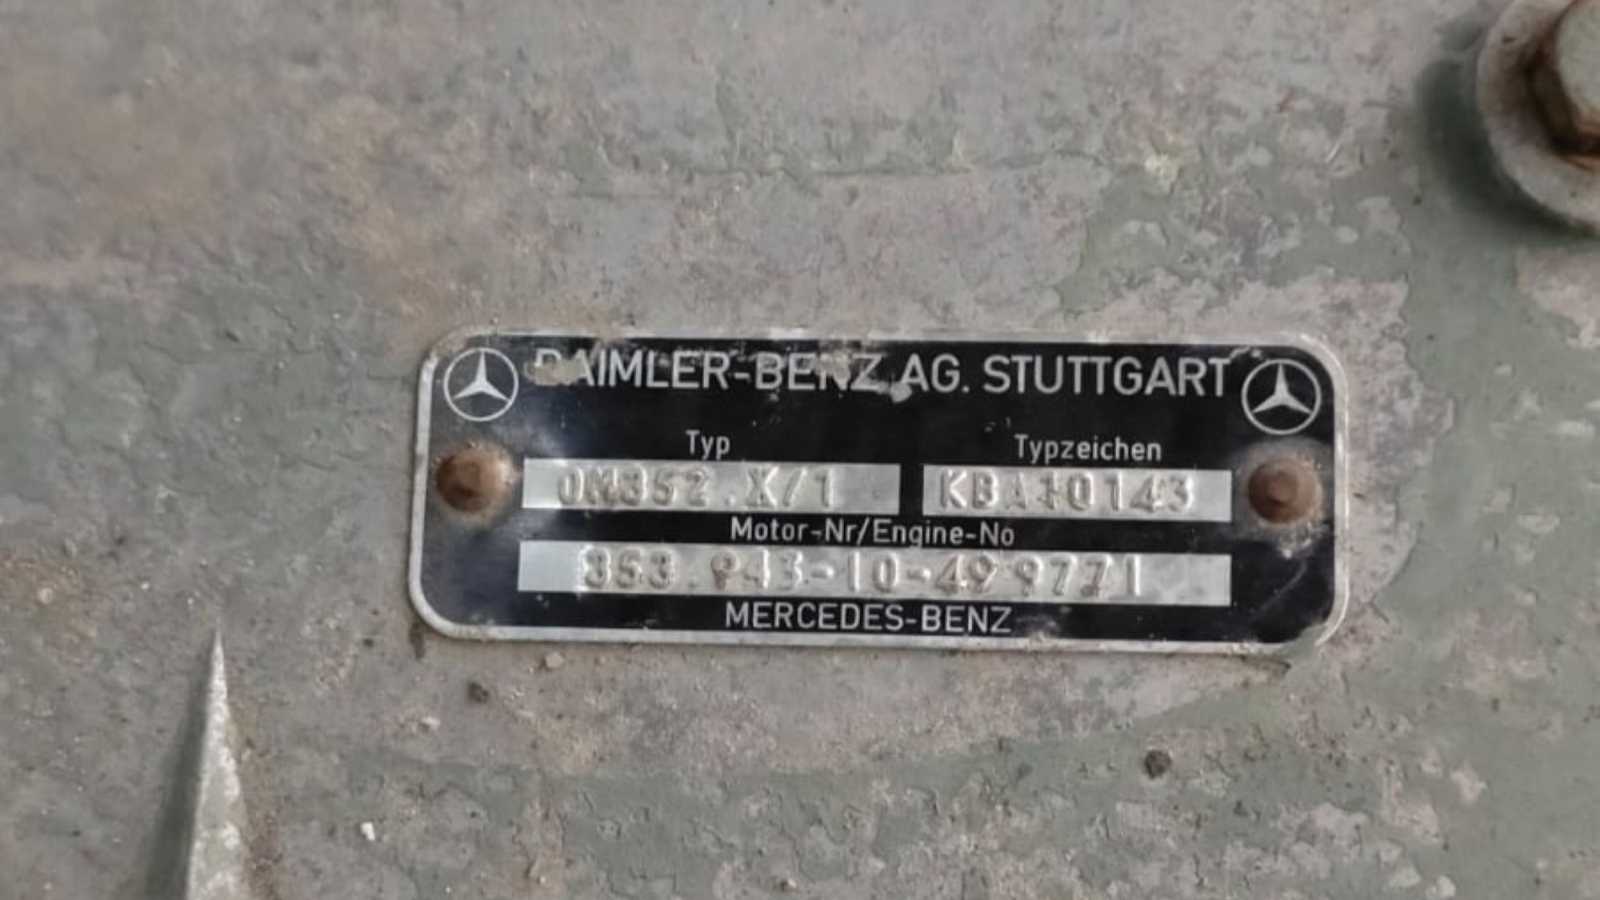 DAIMLER-BENZ AG. STUTTGART
Typ Typzeichen
OM352.X/1 KBA10143
Motor-Nr/Engine-No
353.943-10-499771
MERCEDES-BENZ